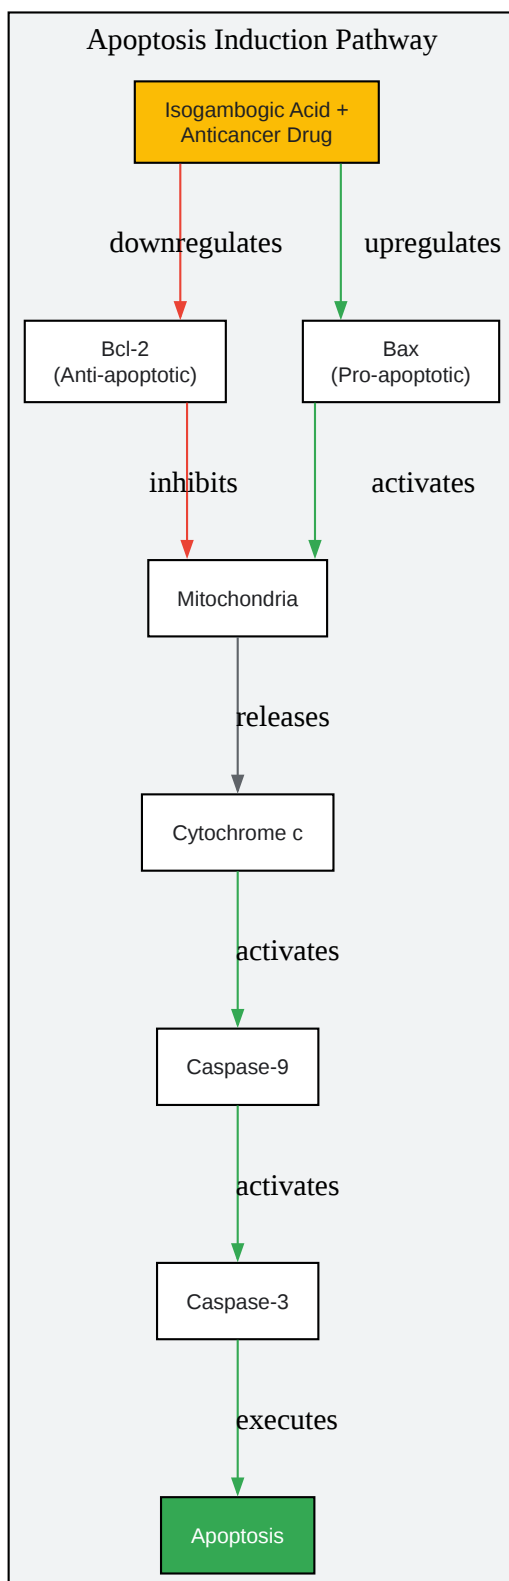 Apoptosis Induction Pathway
Isogambogic Acid +
Anticancer Drug
downregulates
upregulates
Bcl-2
(Anti-apoptotic)
Bax
(Pro-apoptotic)
inhibits
activates
Mitochondria
releases
Cytochrome c
activates
Caspase-9
activates
Caspase-3
executes
Apoptosis